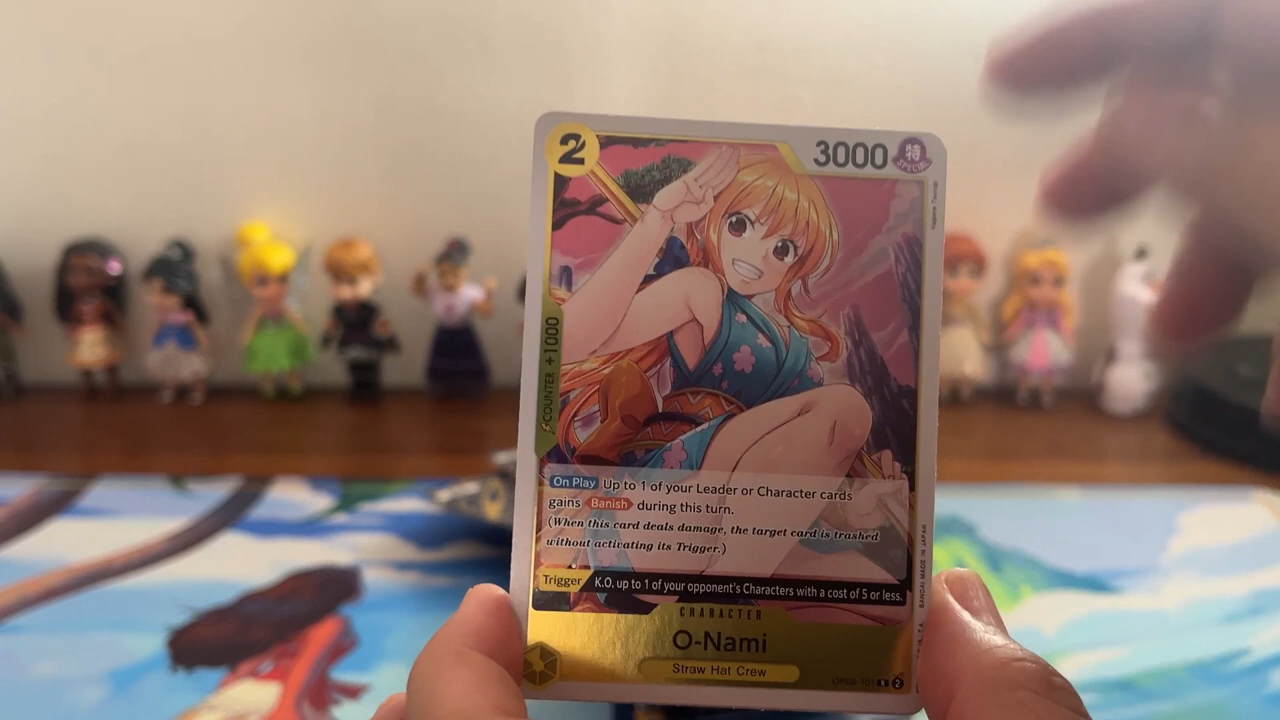 2
3000
特
SPECIAL
COUNTER +1000
On Play Up to 1 of your Leader or Character cards
gains Banish during this turn.
(When this card deals damage, the target card is trashed
without activating its Trigger.)
Trigger K.O. up to 1 of your opponent's Characters with a cost of 5 or less.
CHARACTER
O-Nami
Straw Hat Crew
R 2
BANDAI MADE IN JAPAN